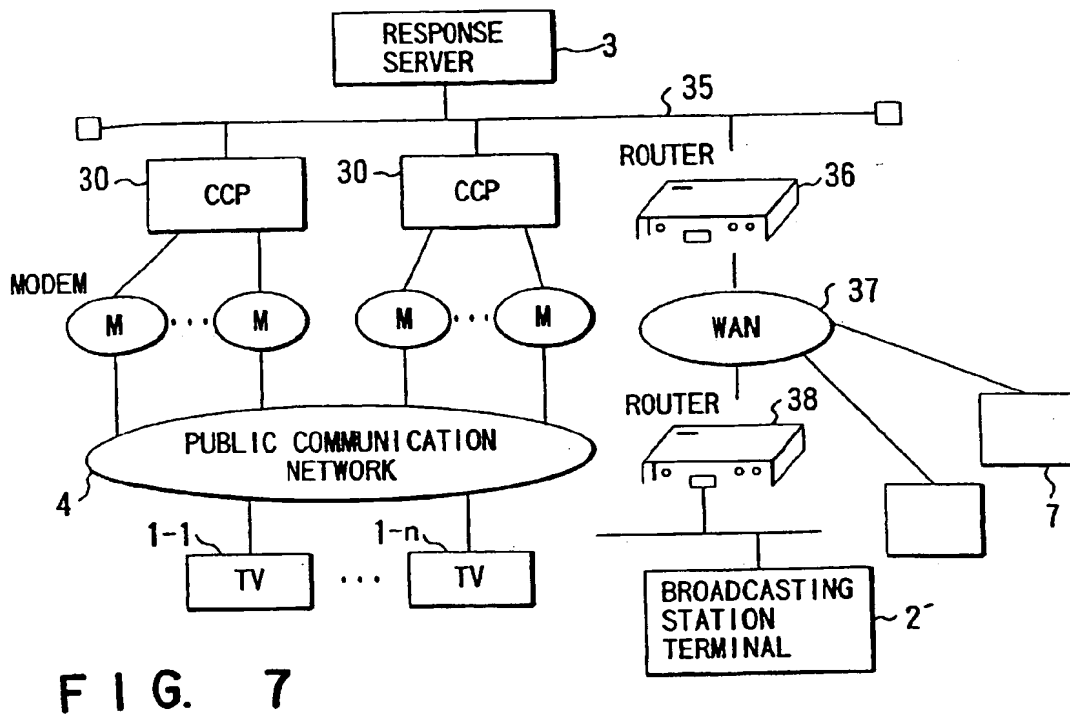 RESPONSE
SERVER
3
35
30
CCP
30
CCP
ROUTER
36
MODEM
M
...
M
M
...
M
37
WAN
ROUTER
38
PUBLIC COMMUNICATION
NETWORK
4
7
1-1
TV
...
1-n
TV
BROADCASTING
STATION
TERMINAL
2'
FIG. 7